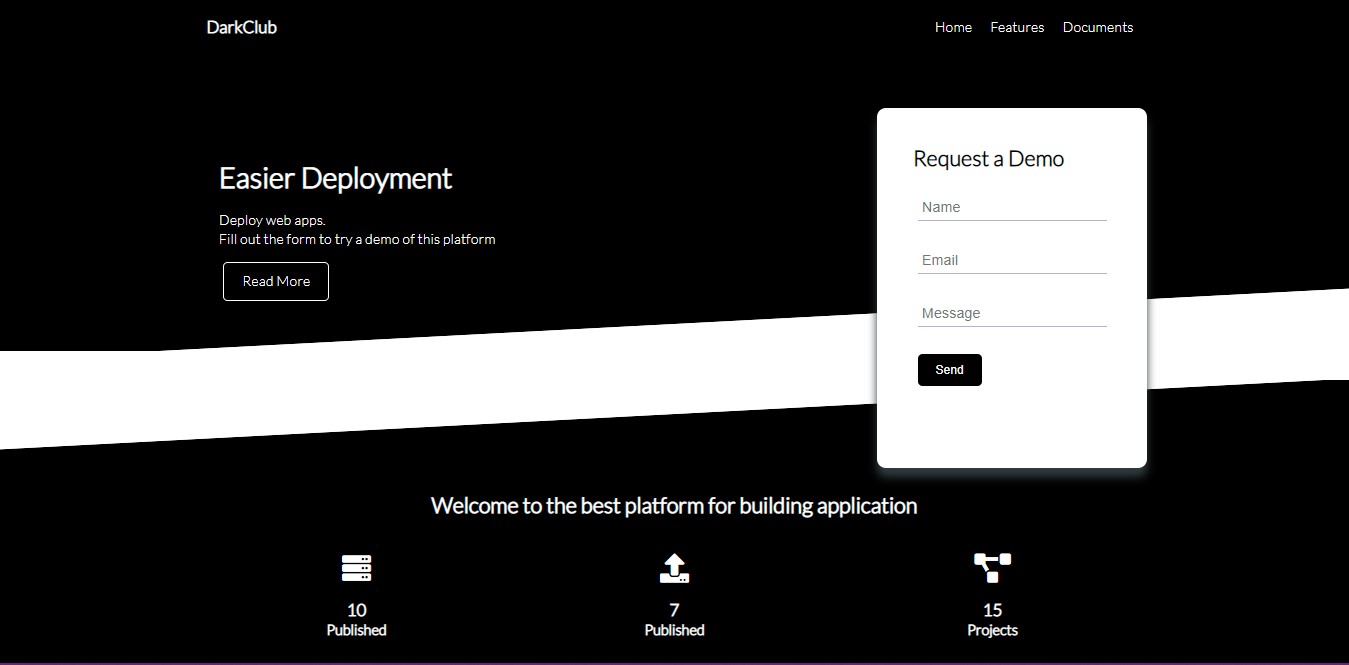 DarkClub
Home Features Documents
Easier Deployment
Deploy web apps.
Fill out the form to try a demo of this platform
Read More
Request a Demo
Name
Email
Message
Send
Welcome to the best platform for building application
10
Published
7
Published
15
Projects